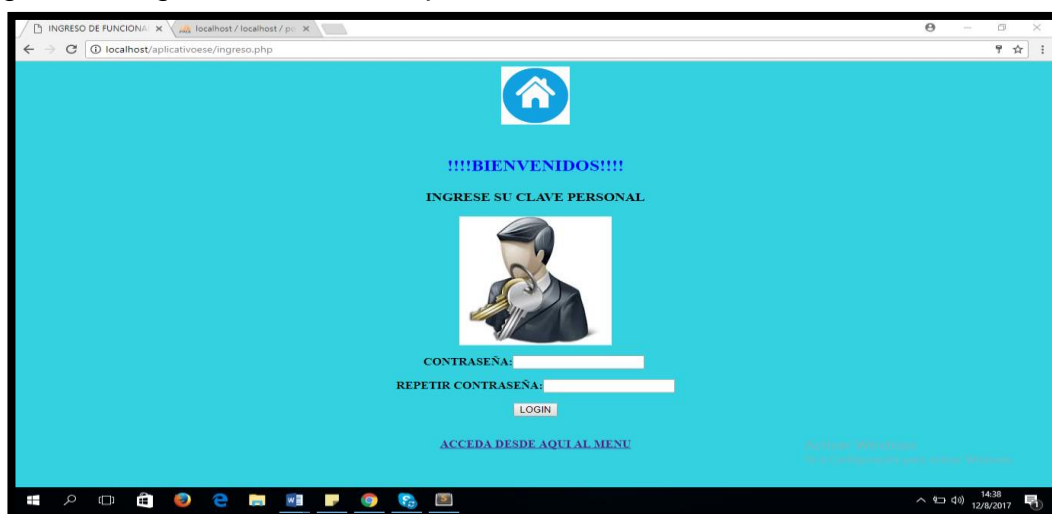 INGRESO DE FUNCIONA
localhost / localhost / po
localhost/aplicativoese/ingreso.php
!!!!BIENVENIDOS!!!!
INGRESE SU CLAVE PERSONAL
CONTRASEÑA:
REPETIR CONTRASEÑA:
LOGIN
ACCEDA DESDE AQUI AL MENU
14:38
12/8/2017